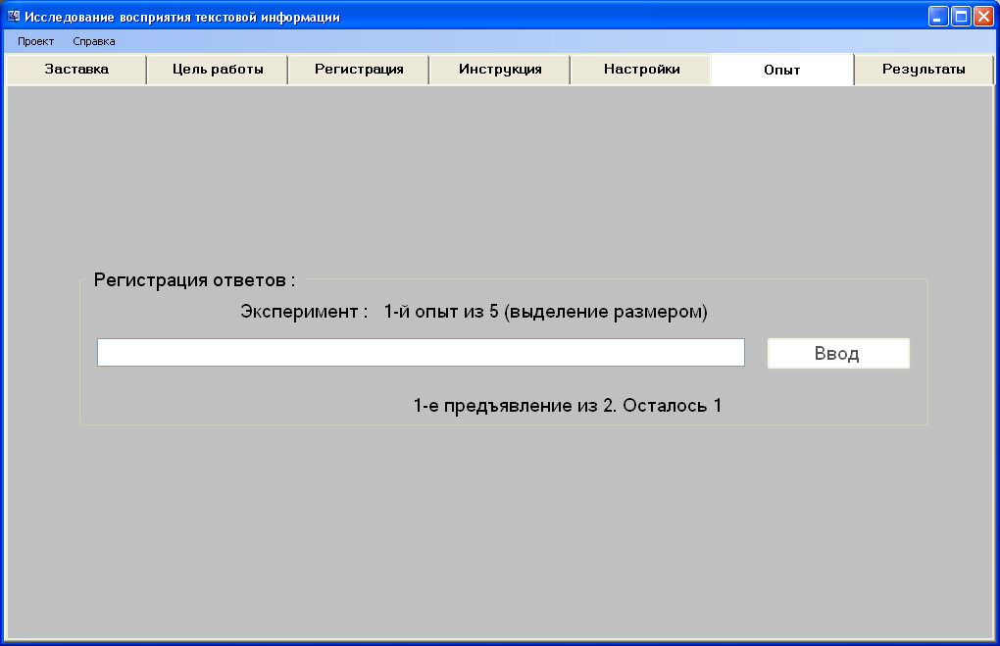 Исследование восприятия текстовой информации
Проект Справка
Заставка Цель работы Регистрация Инструкция Настройки Опыт Результаты
Регистрация ответов :
Эксперимент : 1-й опыт из 5 (выделение размером)
Ввод
1-е предъявление из 2. Осталось 1